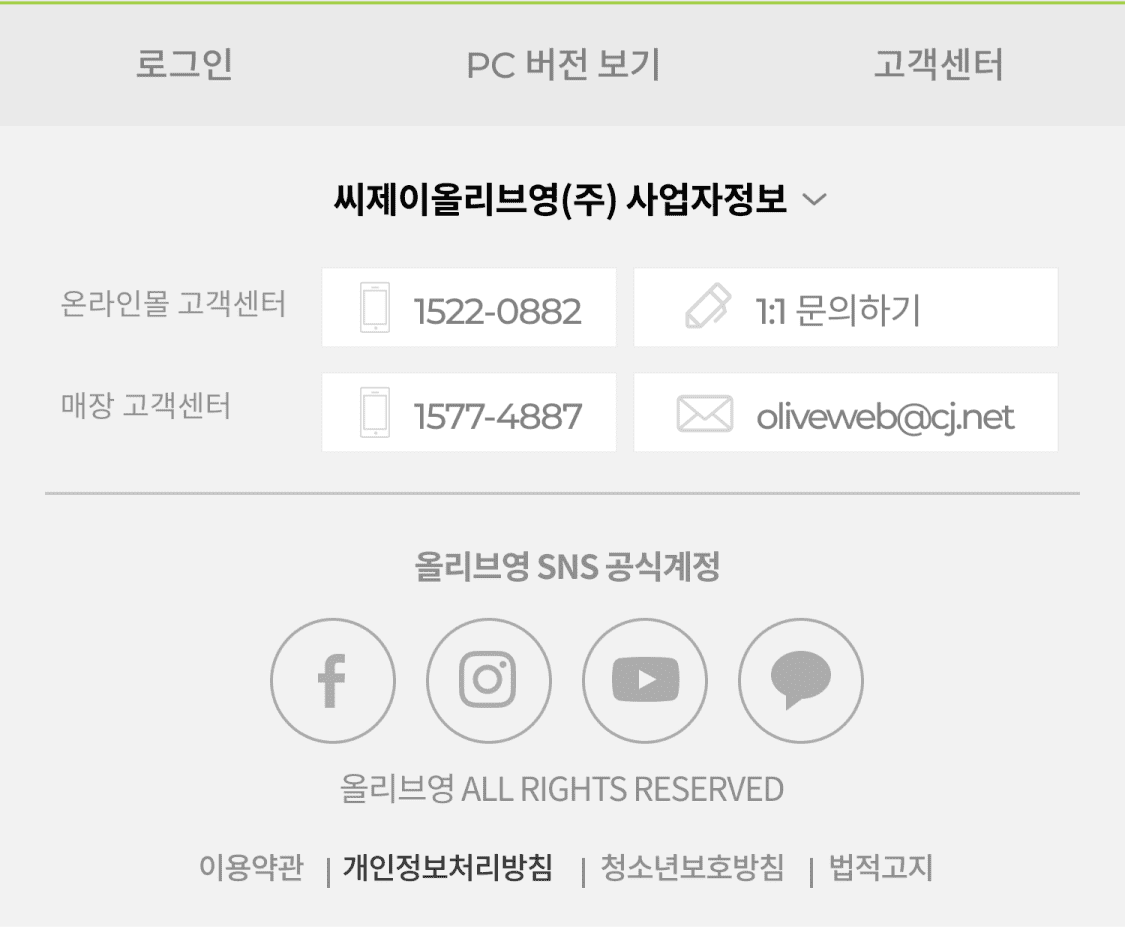 로그인 PC 버전 보기 고객센터
씨제이올리브영(주) 사업자정보
온라인몰 고객센터 1522-0882 1:1 문의하기
매장 고객센터 1577-4887 oliveweb@cj.net
올리브영 SNS 공식계정
올리브영 ALL RIGHTS RESERVED
이용약관 | 개인정보처리방침 | 청소년보호방침 | 법적고지